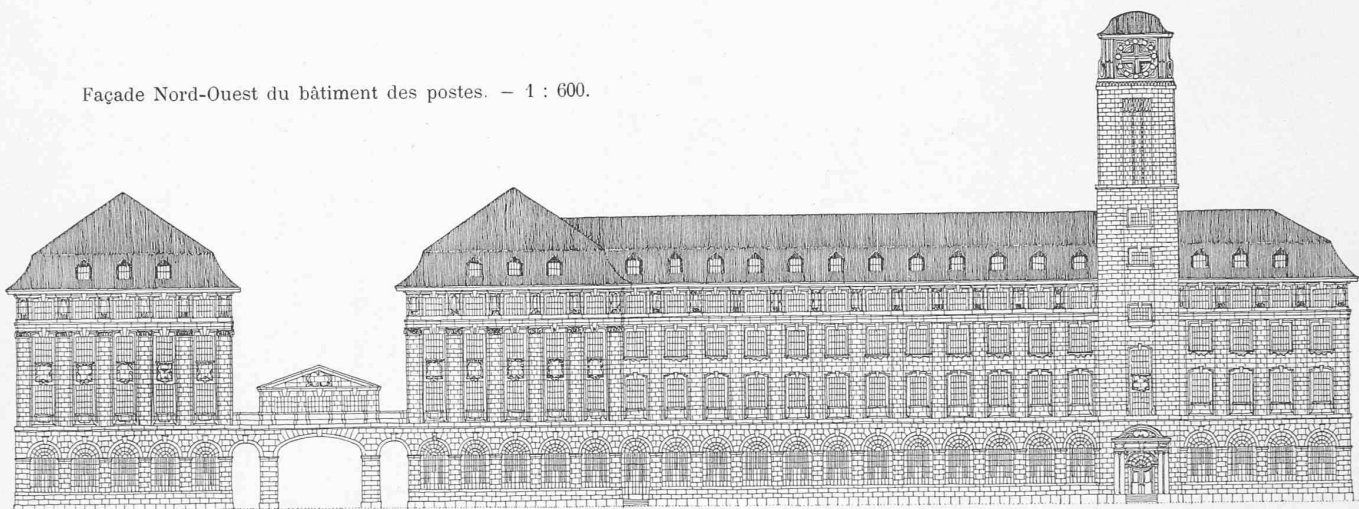 Façade Nord-Ouest du bâtiment des postes. — 1 : 600.